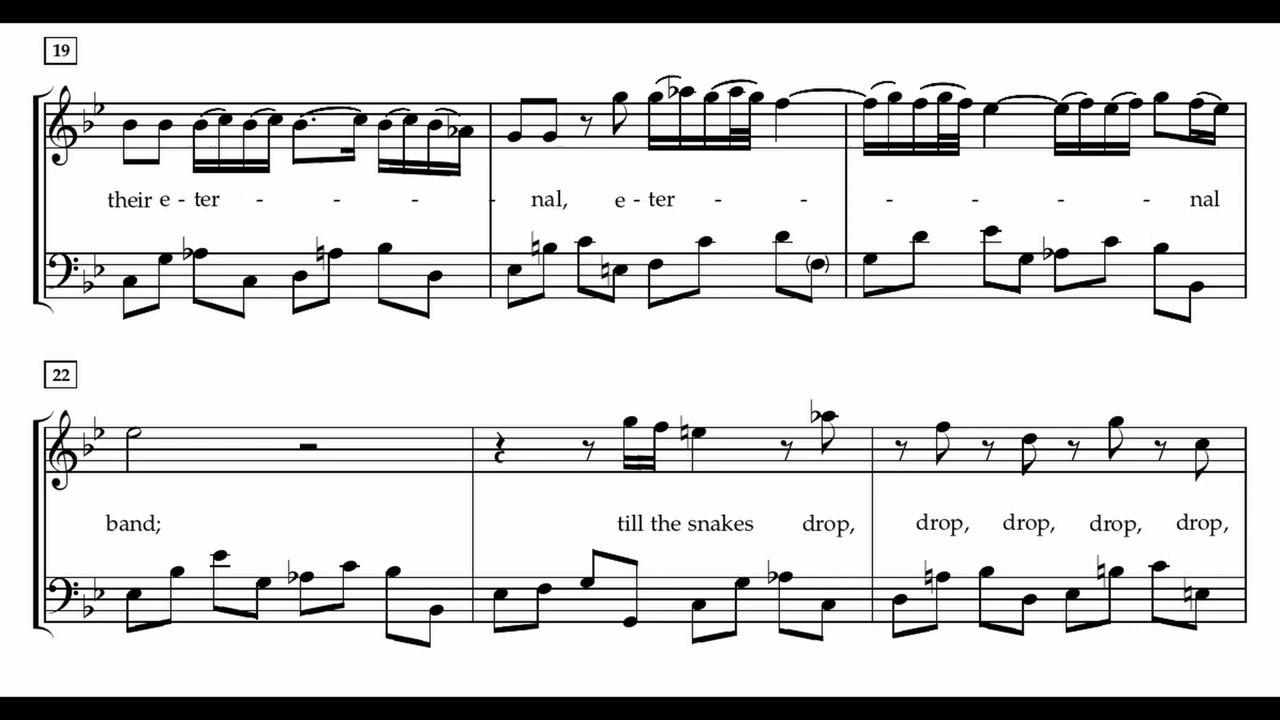 19
their e - ter - - - - nal, e - ter - - - - - - nal
22
band; till the snakes drop, drop, drop, drop, drop,